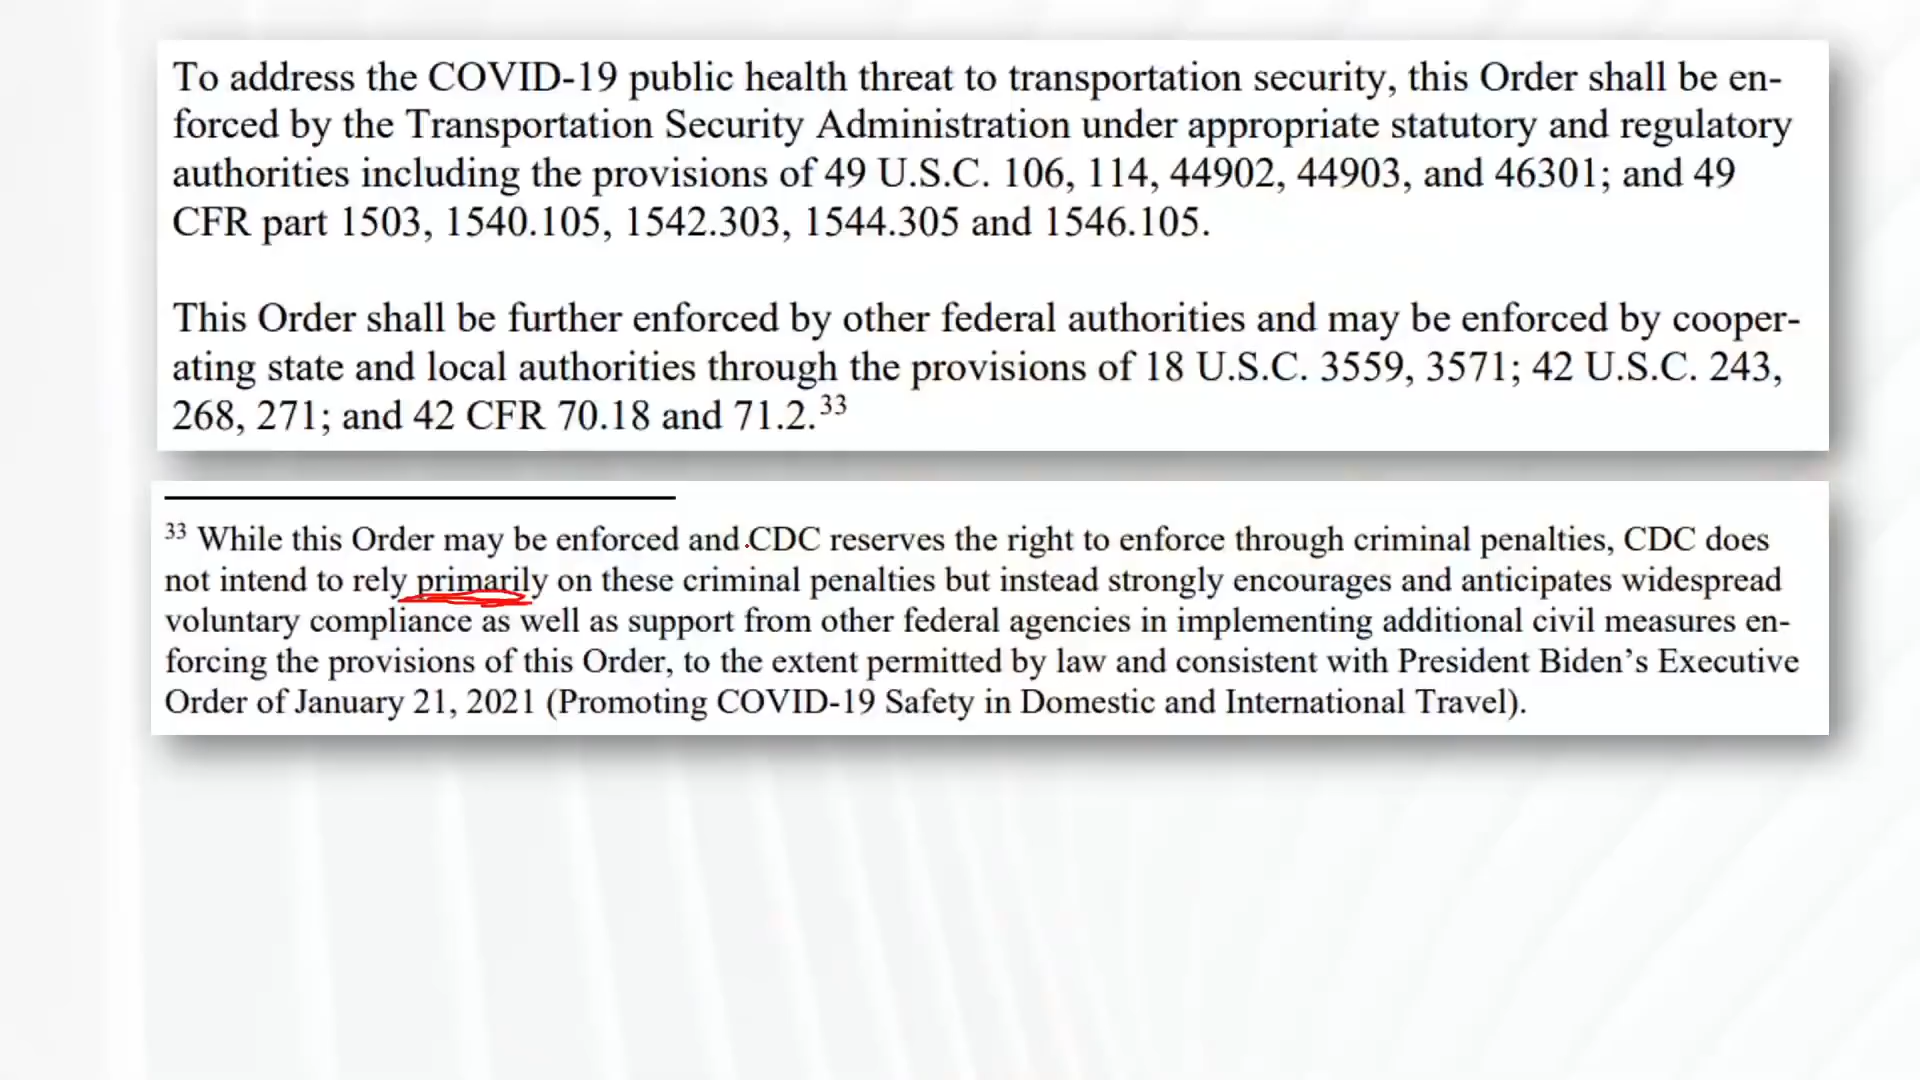 To address the COVID-19 public health threat to transportation security, this Order shall be en-
forced by the Transportation Security Administration under appropriate statutory and regulatory
authorities including the provisions of 49 U.S.C. 106, 114, 44902, 44903, and 46301; and 49
CFR part 1503, 1540.105, 1542.303, 1544.305 and 1546.105.
This Order shall be further enforced by other federal authorities and may be enforced by cooper-
ating state and local authorities through the provisions of 18 U.S.C. 3559, 3571; 42 U.S.C. 243,
268, 271; and 42 CFR 70.18 and 71.2.³³
³³ While this Order may be enforced and CDC reserves the right to enforce through criminal penalties, CDC does
not intend to rely primarily on these criminal penalties but instead strongly encourages and anticipates widespread
voluntary compliance as well as support from other federal agencies in implementing additional civil measures en-
forcing the provisions of this Order, to the extent permitted by law and consistent with President Biden’s Executive
Order of January 21, 2021 (Promoting COVID-19 Safety in Domestic and International Travel).